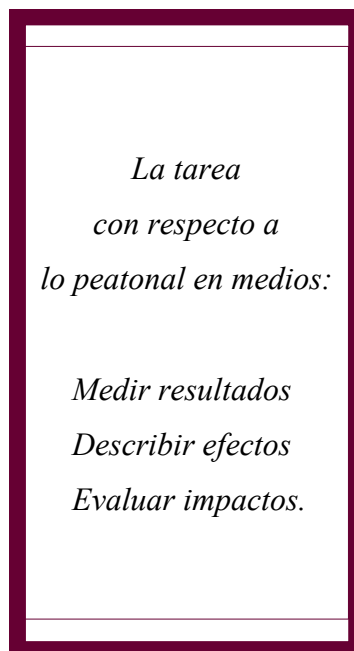 La tarea
con respecto a
lo peatonal en medios:
Medir resultados
Describir efectos
Evaluar impactos.